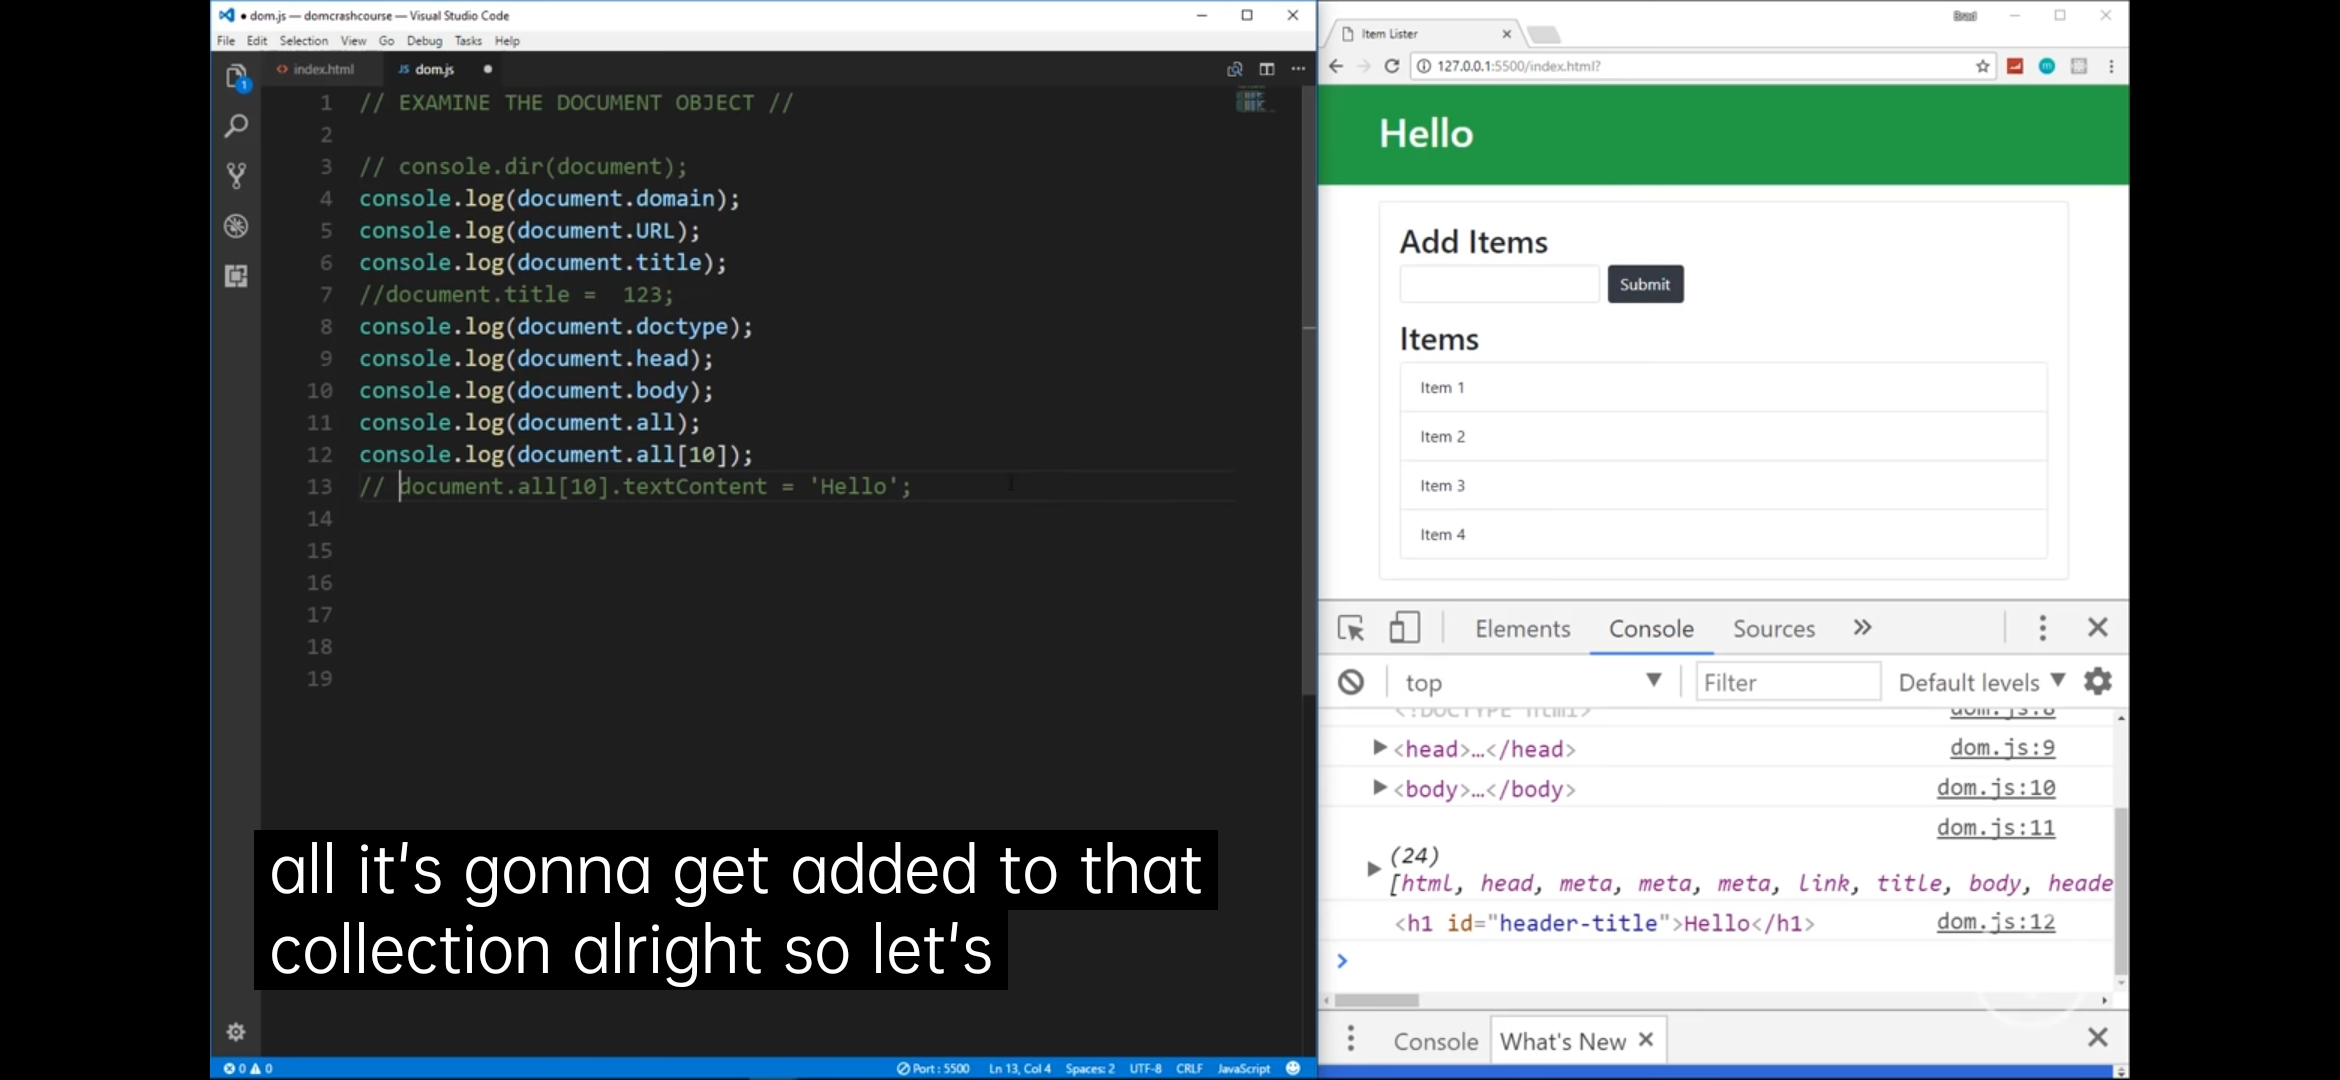 dom.js — domcrashcourse — Visual Studio Code
File Edit Selection View Go Debug Tasks Help
1
index.html
JS dom.js
1 // EXAMINE THE DOCUMENT OBJECT //
2
3 // console.dir(document);
4 console.log(document.domain);
5 console.log(document.URL);
6 console.log(document.title);
7 //document.title =  123;
8 console.log(document.doctype);
9 console.log(document.head);
10 console.log(document.body);
11 console.log(document.all);
12 console.log(document.all[10]);
13 // document.all[10].textContent = 'Hello';
14
15
16
17
18
19
all it's gonna get added to that
collection alright so let's
0 0
Port : 5500 Ln 13, Col 4 Spaces: 2 UTF-8 CRLF JavaScript
Brad
Item Lister
127.0.0.1:5500/index.html?
Hello
Add Items
Submit
Items
Item 1
Item 2
Item 3
Item 4
Elements Console Sources »
top Filter Default levels
<!DOCTYPE html> dom.js:8
<head>…</head> dom.js:9
<body>…</body> dom.js:10
dom.js:11
(24)
[html, head, meta, meta, meta, link, title, body, heade
<h1 id="header-title">Hello</h1> dom.js:12
>
Console What's New